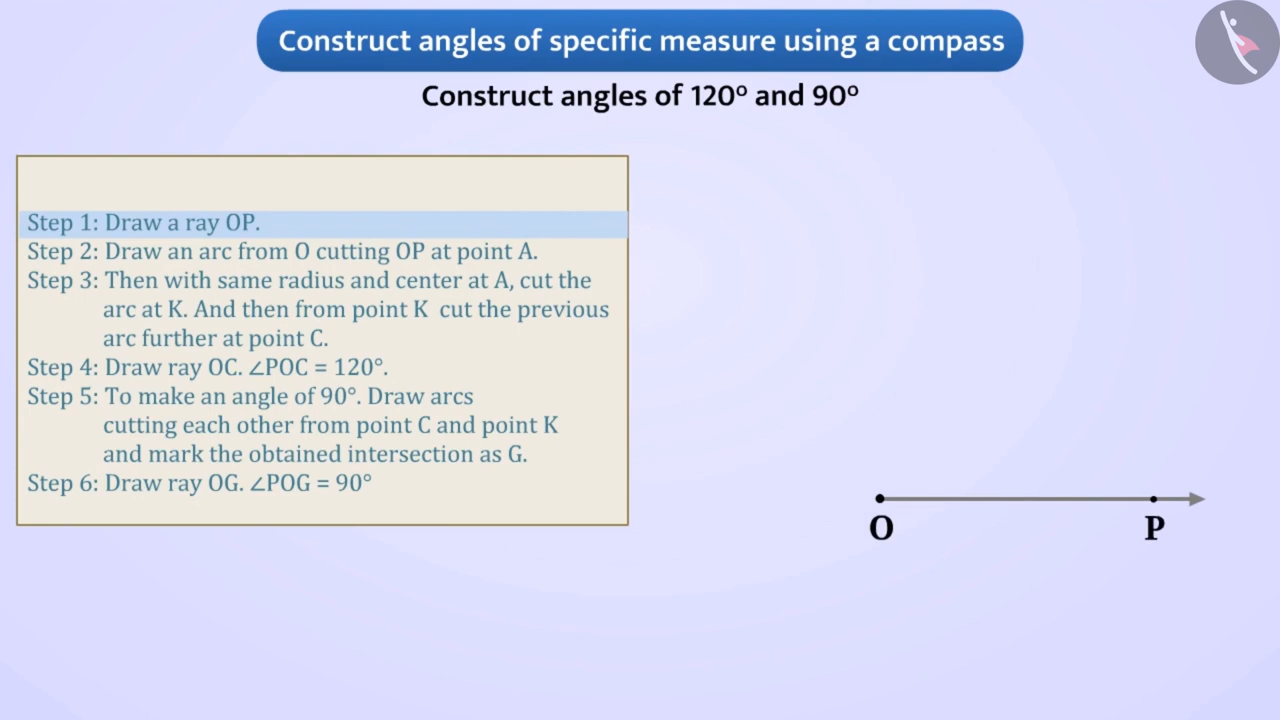 Construct angles of specific measure using a compass
Construct angles of 120° and 90°
Step 1: Draw a ray OP.
Step 2: Draw an arc from O cutting OP at point A.
Step 3: Then with same radius and center at A, cut the
arc at K. And then from point K cut the previous
arc further at point C.
Step 4: Draw ray OC. ∠POC = 120°.
Step 5: To make an angle of 90°. Draw arcs
cutting each other from point C and point K
and mark the obtained intersection as G.
Step 6: Draw ray OG. ∠POG = 90°
O
P